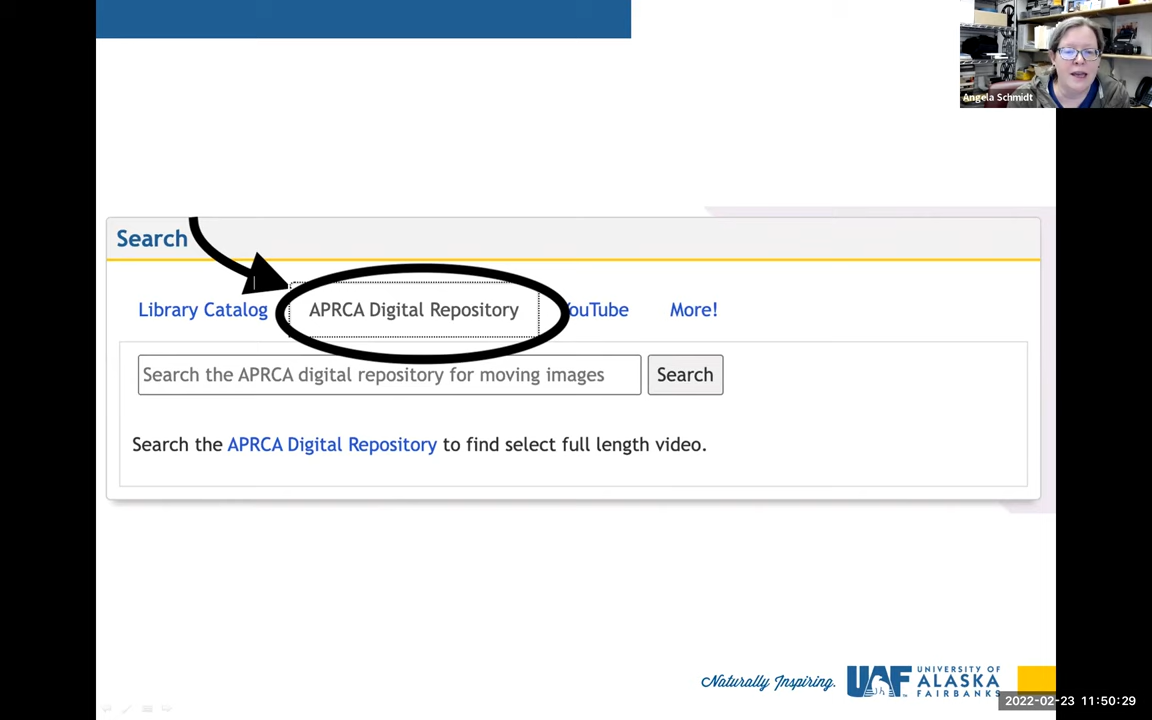 Angela Schmidt
Search
Library Catalog APRCA Digital Repository ouTube More!
Search the APRCA digital repository for moving images Search
Search the APRCA Digital Repository to find select full length video.
Naturally Inspiring. UAF UNIVERSITY OF
ALASKA
FAIRBANKS
2022-02-23 11:50:29